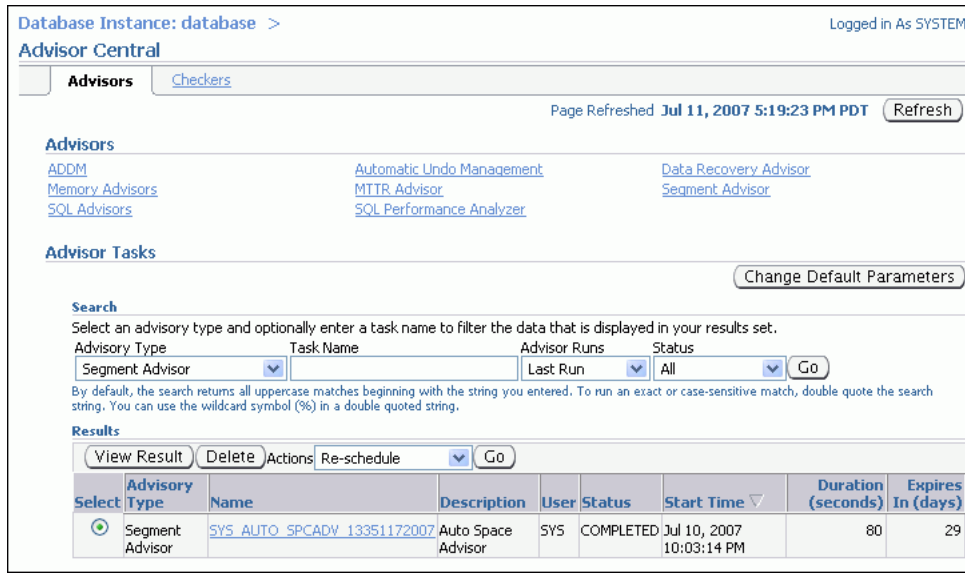 Database Instance: database >
Logged in As SYSTEM
Advisor Central
Advisors Checkers
Page Refreshed Jul 11, 2007 5:19:23 PM PDT Refresh
Advisors
ADDM Automatic Undo Management Data Recovery Advisor
Memory Advisors MTTR Advisor Segment Advisor
SQL Advisors SQL Performance Analyzer
Advisor Tasks
Change Default Parameters
Search
Select an advisory type and optionally enter a task name to filter the data that is displayed in your results set.
Advisory Type Task Name Advisor Runs Status
Segment Advisor Last Run All Go
By default, the search returns all uppercase matches beginning with the string you entered. To run an exact or case-sensitive match, double quote the search
string. You can use the wildcard symbol (%) in a double quoted string.
Results
View Result Delete Actions Re-schedule Go
Select Advisory Type Name Description User Status Start Time Duration (seconds) Expires In (days)
Segment Advisor SYS_AUTO_SPCADV_13351172007 Auto Space Advisor SYS COMPLETED Jul 10, 2007 10:03:14 PM 80 29